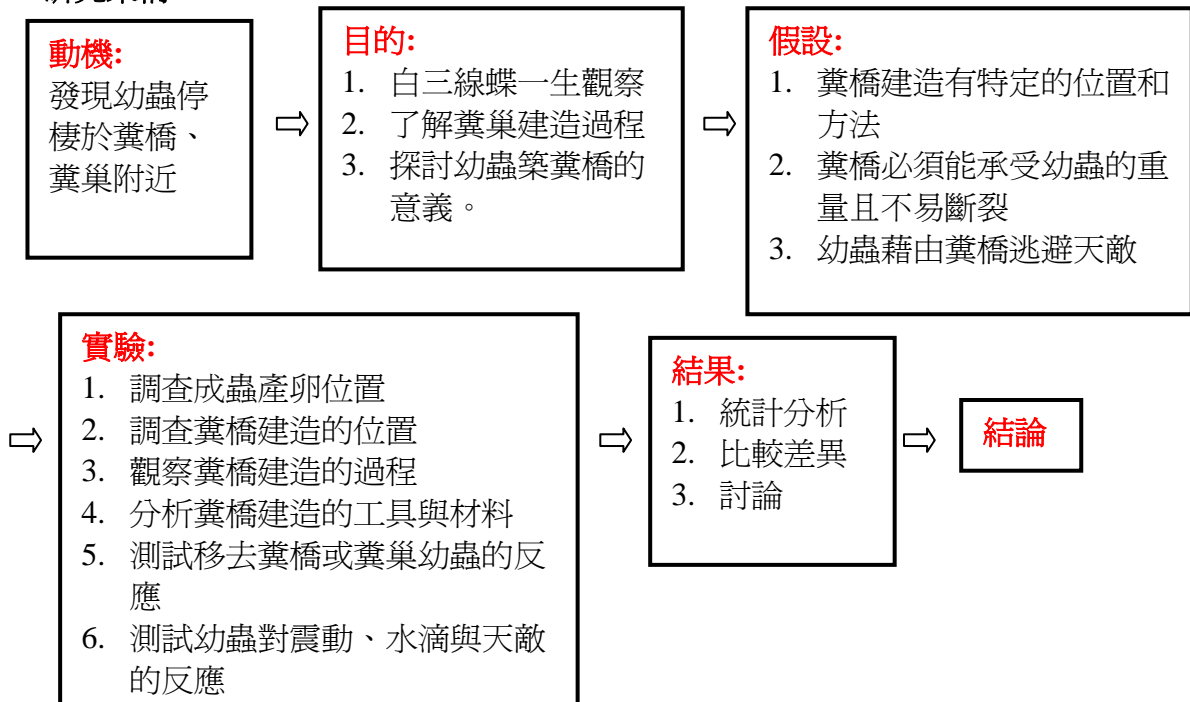 動機:
發現幼蟲停
棲於糞橋、
糞巢附近
目的:
1. 白三線蝶一生觀察
2. 了解糞巢建造過程
3. 探討幼蟲築糞橋的
意義。
假設:
1. 糞橋建造有特定的位置和
方法
2. 糞橋必須能承受幼蟲的重
量且不易斷裂
3. 幼蟲藉由糞橋逃避天敵
實驗:
1. 調查成蟲產卵位置
2. 調查糞橋建造的位置
3. 觀察糞橋建造的過程
4. 分析糞橋建造的工具與材料
5. 測試移去糞橋或糞巢幼蟲的反
應
6. 測試幼蟲對震動、水滴與天敵
的反應
結果:
1. 統計分析
2. 比較差異
3. 討論
結論